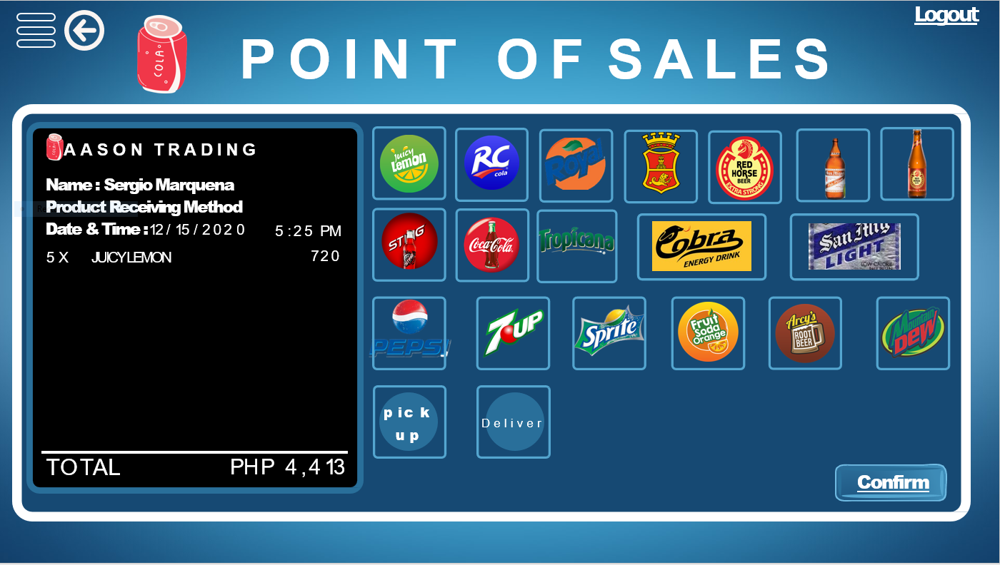 Logout
COLA
POINT OF SALES
AASON TRADING
Name : Sergio Marquena
Product Receiving Method
Date & Time : 12/15/2020 5:25 PM
5 X JUICYLEMON 720
TOTAL PHP 4,413
Juicy Lemon
RC cola
Royal
RED HORSE BEER EXTRA STRONG
STING
Coca-Cola
Tropicana
Cobra ENERGY DRINK
San Mig LIGHT
LOW CALORIE
PEPSI
7UP
Sprite
Fruit Soda Orange
Arcy's ROOT BEER
Mountain Dew
pick up
Deliver
Confirm